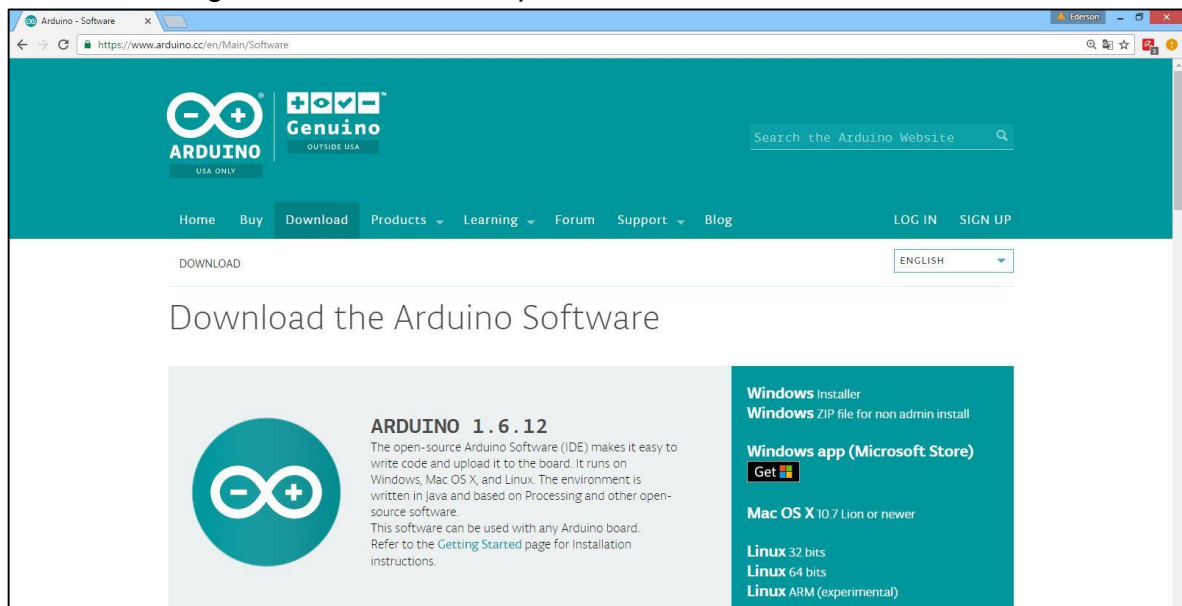 Arduino - Software
Ederson
https://www.arduino.cc/en/Main/Software
ARDUINO
USA ONLY
Genuino
OUTSIDE USA
TM
Search the Arduino Website
Home Buy Download Products Learning Forum Support Blog LOG IN SIGN UP
DOWNLOAD
ENGLISH
Download the Arduino Software
ARDUINO 1.6.12
The open-source Arduino Software (IDE) makes it easy to
write code and upload it to the board. It runs on
Windows, Mac OS X, and Linux. The environment is
written in Java and based on Processing and other open-
source software.
This software can be used with any Arduino board.
Refer to the Getting Started page for Installation
instructions.
Windows Installer
Windows ZIP file for non admin install
Windows app (Microsoft Store)
Get
Mac OS X 10.7 Lion or newer
Linux 32 bits
Linux 64 bits
Linux ARM (experimental)